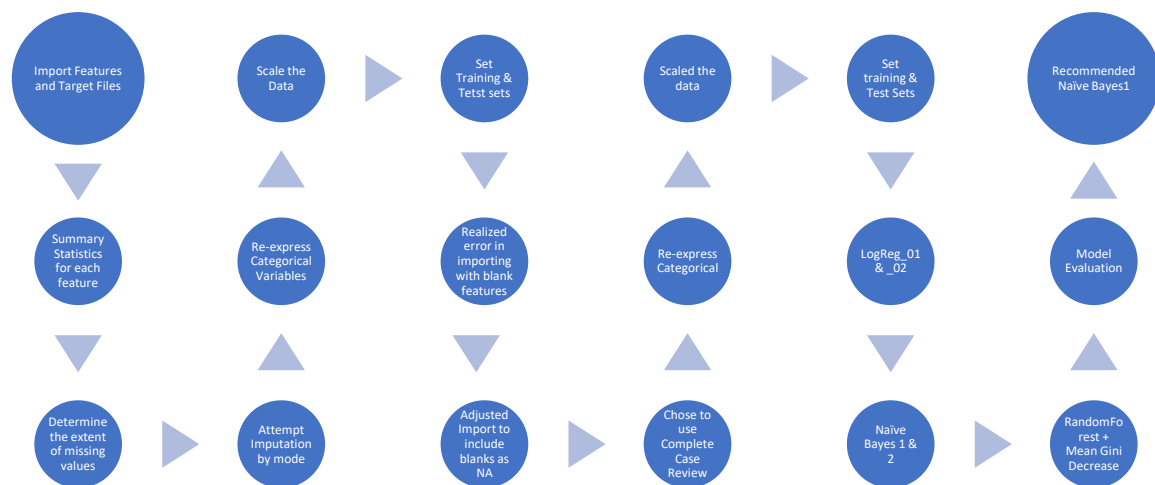 Import Features
and Target Files
Summary
Statistics
for each
feature
Determine
the extent
of missing
values
Attempt
Imputation
by mode
Re-express
Categorical
Variables
Scale the
Data
Set
Training &
Tetst sets
Realized
error in
importing
with blank
features
Adjusted
Import to
include
blanks as
NA
Chose to
use
Complete
Case
Review
Re-express
Categorical
Scaled the
data
Set
training &
Test Sets
LogReg_01
& _02
Naïve
Bayes 1 &
2
RandomFo
rest +
Mean Gini
Decrease
Model
Evaluation
Recommended
Naïve Bayes1